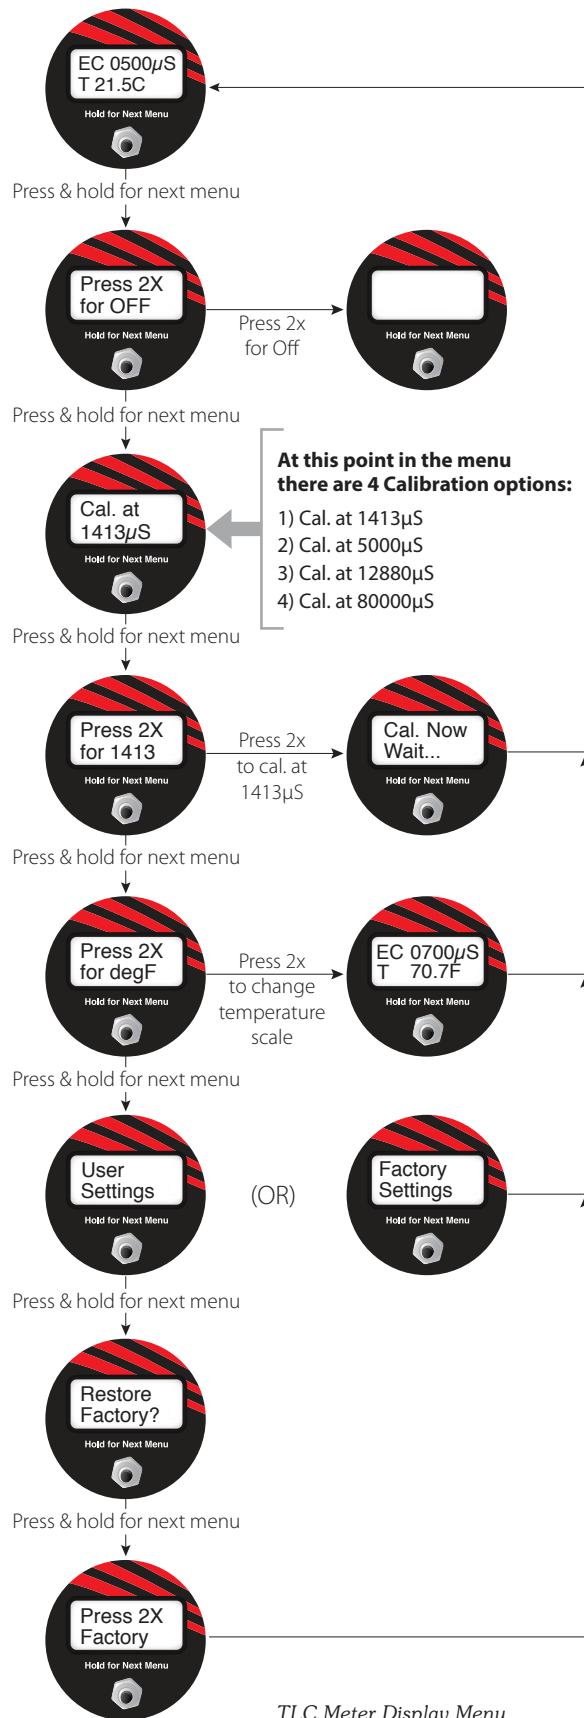 EC 0500µS
T 21.5C
Hold for Next Menu
Press & hold for next menu
Press 2X
for OFF
Hold for Next Menu
Press 2x
for Off
Hold for Next Menu
Press & hold for next menu
Cal. at
1413µS
Hold for Next Menu
At this point in the menu
there are 4 Calibration options:
1) Cal. at 1413µS
2) Cal. at 5000µS
3) Cal. at 12880µS
4) Cal. at 80000µS
Press & hold for next menu
Press 2X
for 1413
Hold for Next Menu
Press 2x
to cal. at
1413µS
Cal. Now
Wait...
Hold for Next Menu
Press & hold for next menu
Press 2X
for degF
Hold for Next Menu
Press 2x
to change
temperature
scale
EC 0700µS
T 70.7F
Hold for Next Menu
Press & hold for next menu
User
Settings
Hold for Next Menu
(OR)
Factory
Settings
Hold for Next Menu
Press & hold for next menu
Restore
Factory?
Hold for Next Menu
Press & hold for next menu
Press 2X
Factory
Hold for Next Menu
TLC Meter Display Menu